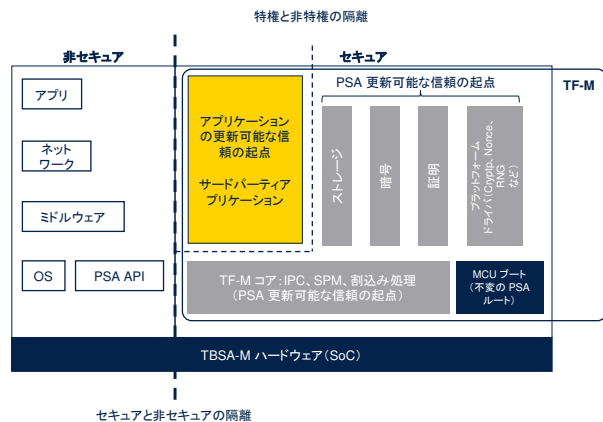 特権と非特権の隔離
非セキュア
セキュア
アプリ
ネット
ワーク
ミドルウェア
OS
PSA API
アプリケーション
の更新可能な信
頼の起点
サードパーティア
プリケーション
PSA 更新可能な信頼の起点
TF-M
ストレージ
暗号
証明
プラットフォーム
ドライバ(Cryptp、Nonce、
RNG
など)
TF-M コア:IPC、SPM、割込み処理
(PSA 更新可能な信頼の起点)
MCU ブート
(不変の PSA
ルート)
TBSA-M ハードウェア(SoC)
セキュアと非セキュアの隔離